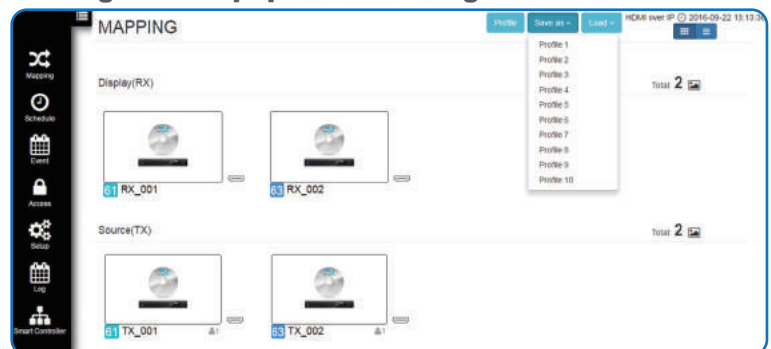 MAPPING
Profile
Save as
Load
HDMI over IP 2016-09-22 13:13:36
Profile 1
Profile 2
Profile 3
Profile 4
Profile 5
Profile 6
Profile 7
Profile 8
Profile 9
Profile 10
Mapping
Schedule
Event
Access
Setup
Log
Smart Controller
Display(RX)
Total: 2
61 RX_001
63 RX_002
Source(TX)
Total: 2
61 TX_001 1
63 TX_002 1